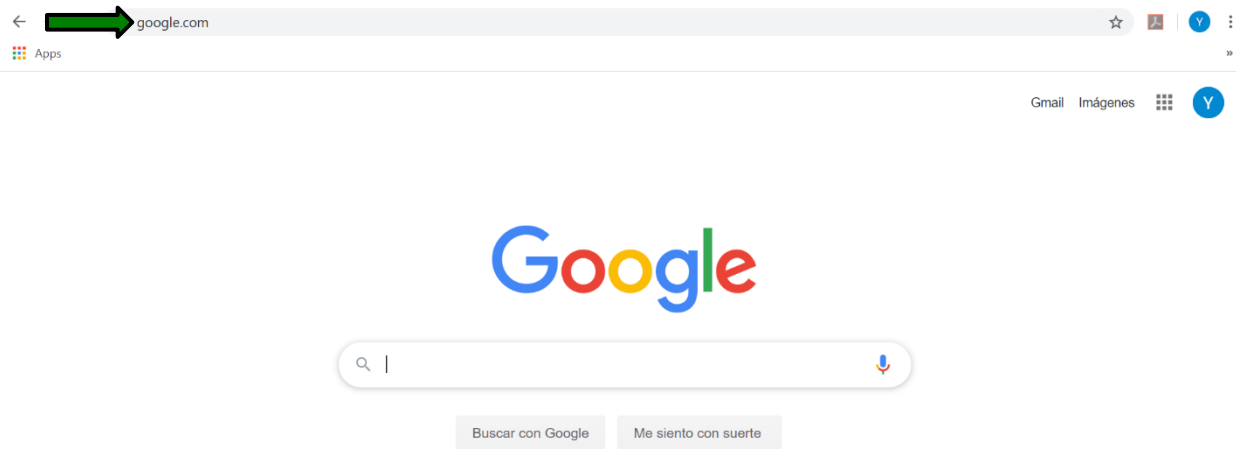 google.com
Y
Apps
»
Gmail Imágenes Y
Google
Buscar con Google Me siento con suerte